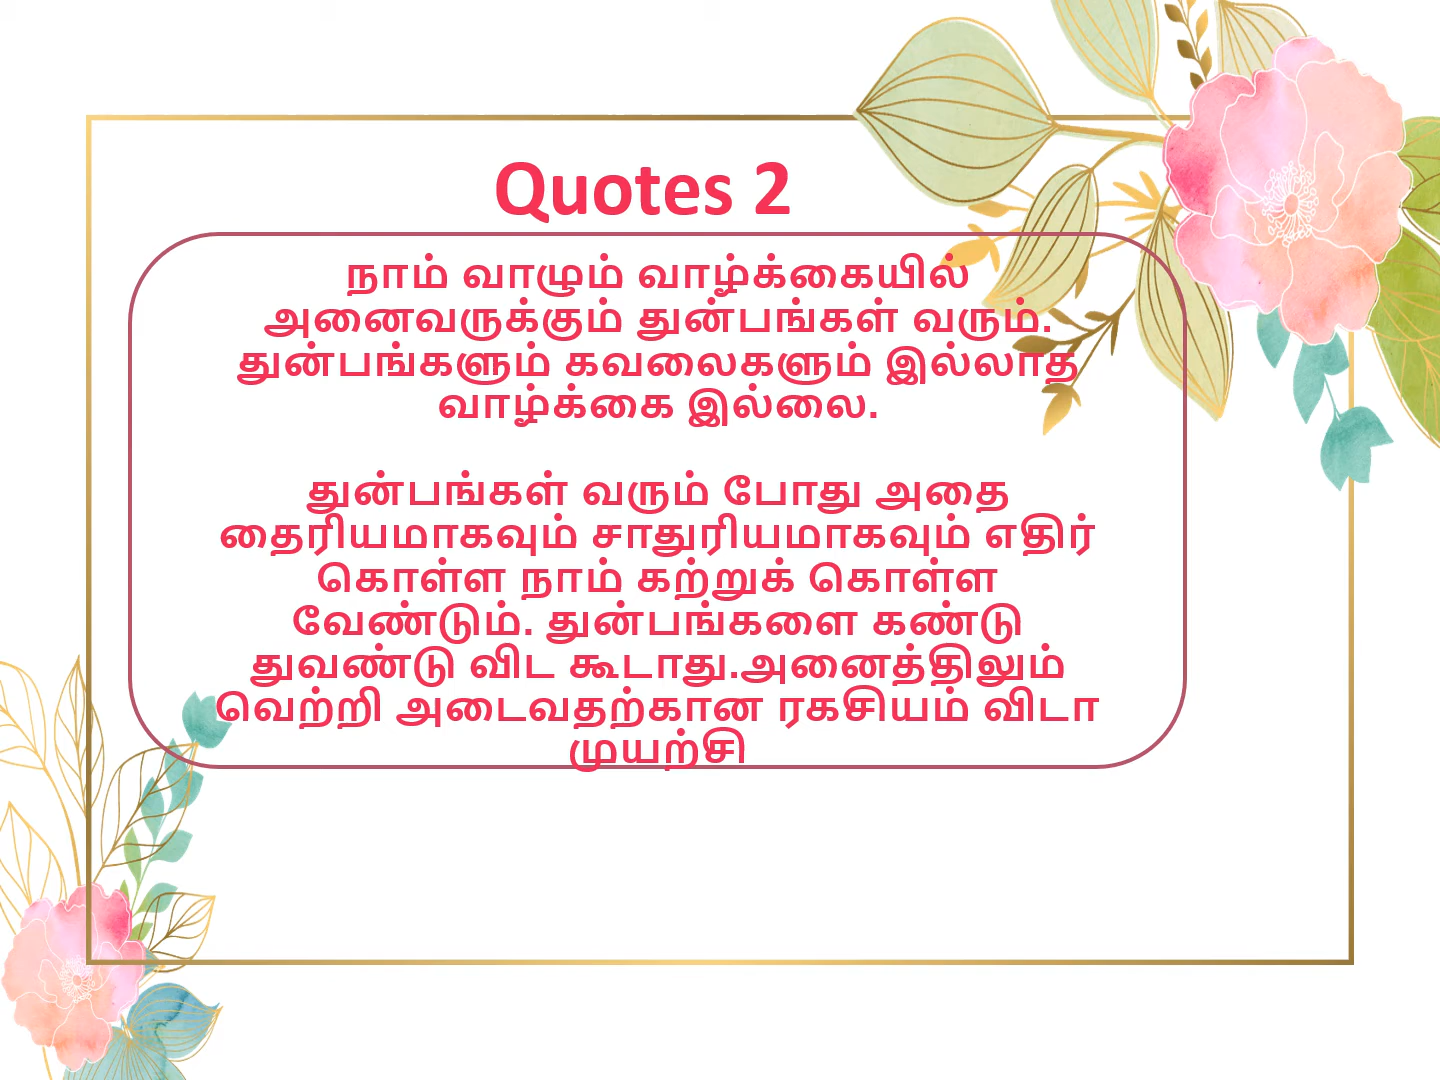 Quotes 2
நாம் வாழும் வாழ்க்கையில்
அனைவருக்கும் துன்பங்கள் வரும்.
துன்பங்களும் கவலைகளும் இல்லாத
வாழ்க்கை இல்லை.
துன்பங்கள் வரும் போது அதை
தைரியமாகவும் சாதுரியமாகவும் எதிர்
கொள்ள நாம் கற்றுக் கொள்ள
வேண்டும். துன்பங்களை கண்டு
துவண்டு விட கூடாது.அனைத்திலும்
வெற்றி அடைவதற்கான ரகசியம் விடா
முயற்சி